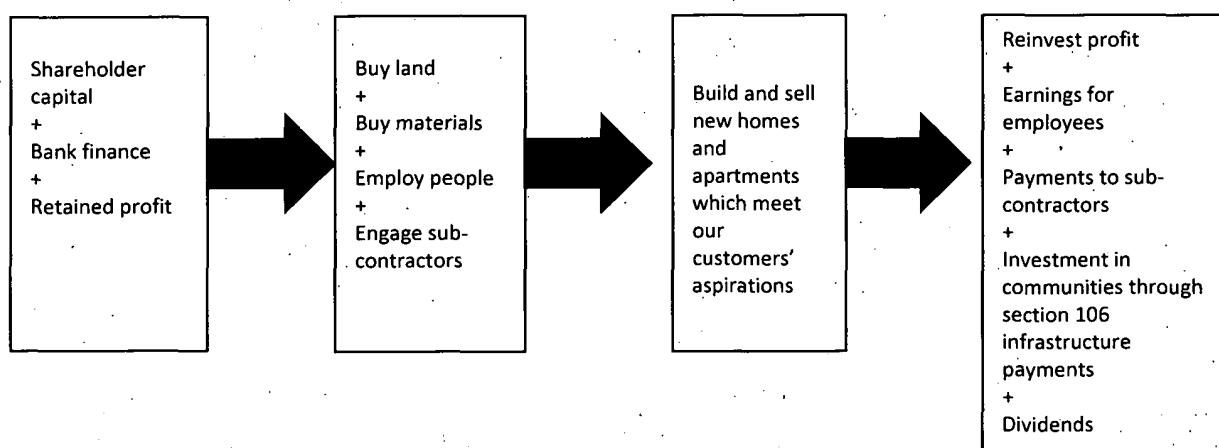 Shareholder
capital
+
Bank finance
+
Retained profit
Buy land
+
Buy materials
+
Employ people
+
Engage sub-
contractors
Build and sell
new homes
and
apartments
which meet
our
customers'
aspirations
Reinvest profit
+
Earnings for
employees
+
Payments to sub-
contractors
+
Investment in
communities through
section 106
infrastructure
payments
+
Dividends